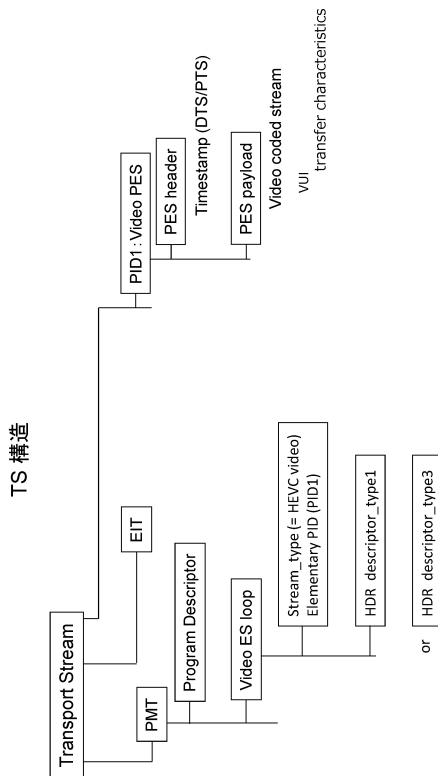 TS 構造
Transport Stream
PMT
Program Descriptor
Video ES loop
Stream_type (= HEVC video)
Elementary PID (PID1)
HDR descriptor_type1
or
HDR descriptor_type3
EIT
PID1 : Video PES
PES header
Timestamp (DTS/PTS)
PES payload
Video coded stream
VUI
transfer characteristics